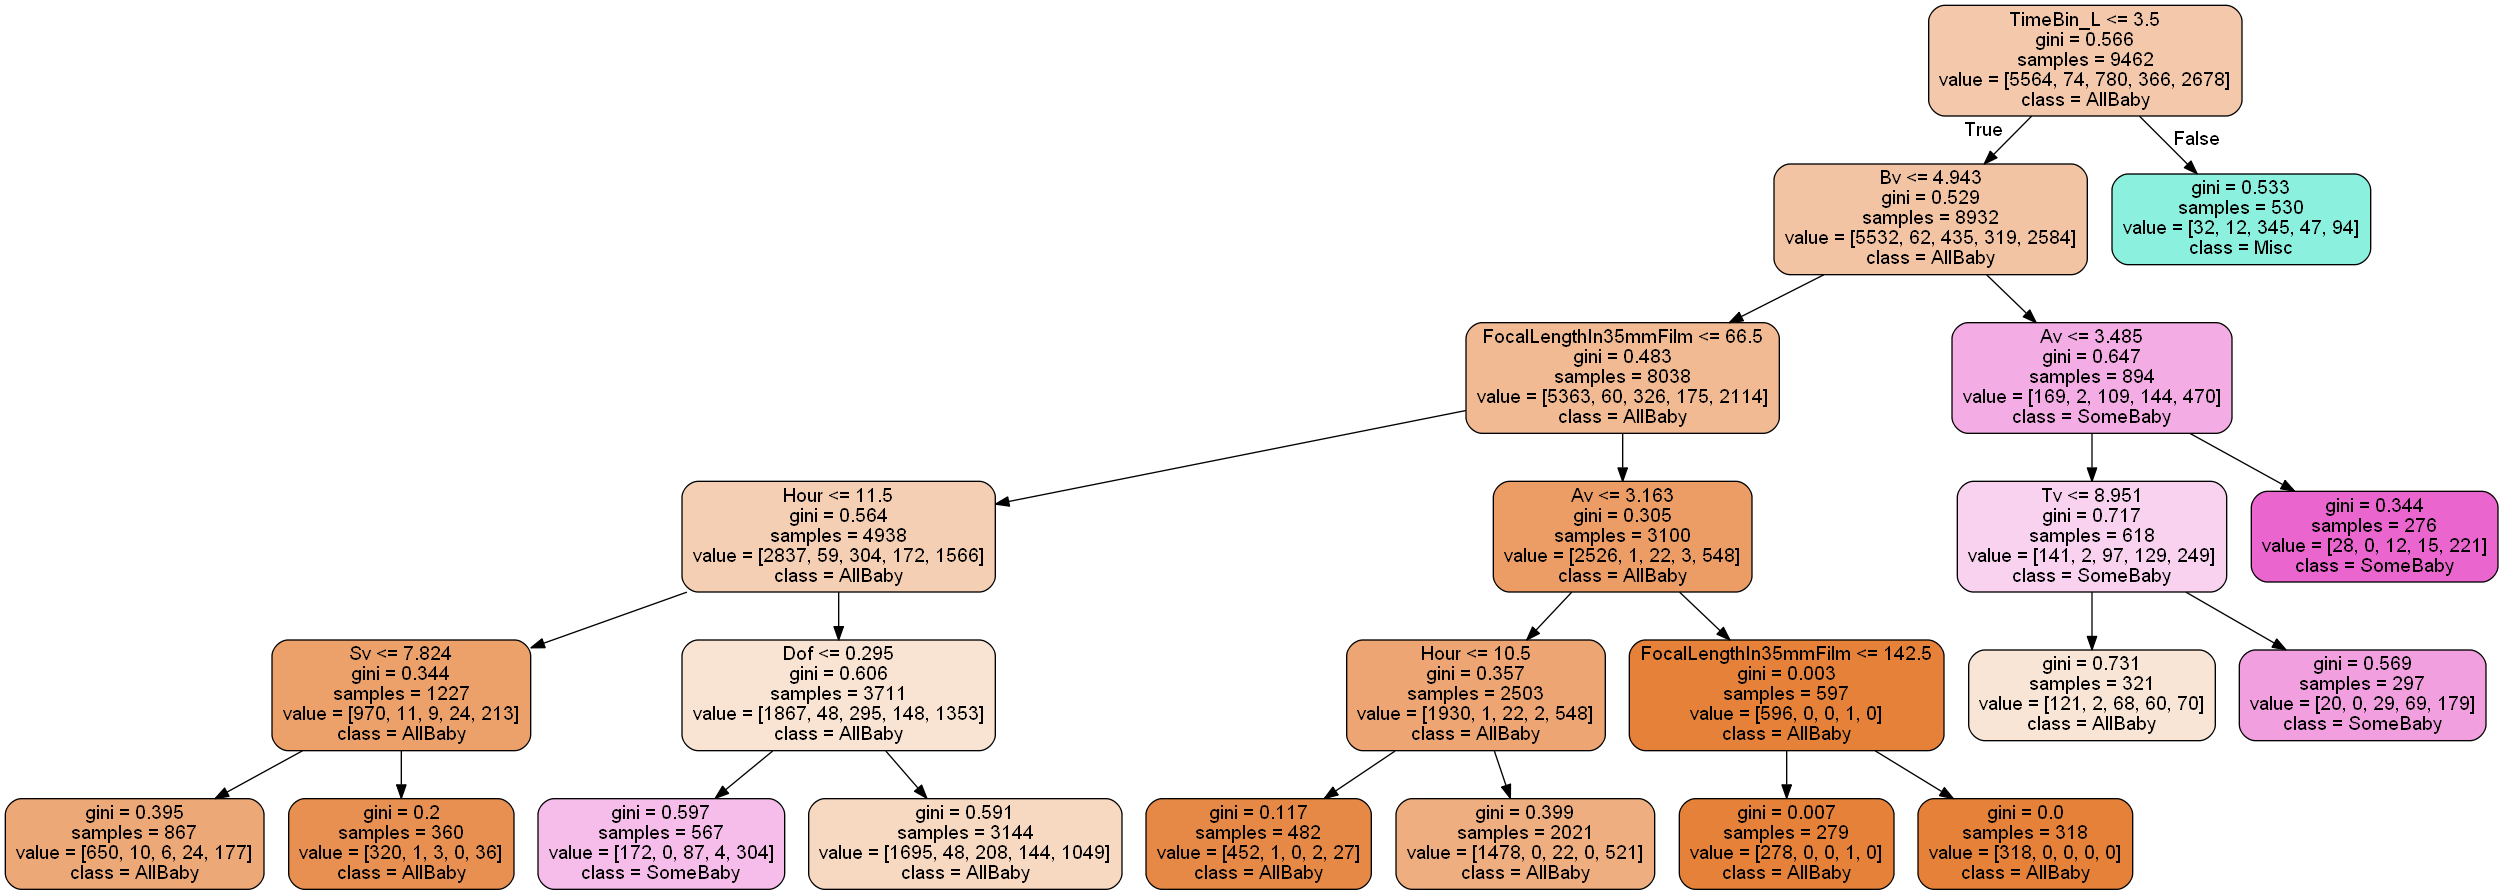 TimeBin_L <= 3.5
gini = 0.566
samples = 9462
value = [5564, 74, 780, 366, 2678]
class = AllBaby
True
False
Bv <= 4.943
gini = 0.529
samples = 8932
value = [5532, 62, 435, 319, 2584]
class = AllBaby
gini = 0.533
samples = 530
value = [32, 12, 345, 47, 94]
class = Misc
FocalLengthIn35mmFilm <= 66.5
gini = 0.483
samples = 8038
value = [5363, 60, 326, 175, 2114]
class = AllBaby
Av <= 3.485
gini = 0.647
samples = 894
value = [169, 2, 109, 144, 470]
class = SomeBaby
Hour <= 11.5
gini = 0.564
samples = 4938
value = [2837, 59, 304, 172, 1566]
class = AllBaby
Av <= 3.163
gini = 0.305
samples = 3100
value = [2526, 1, 22, 3, 548]
class = AllBaby
Tv <= 8.951
gini = 0.717
samples = 618
value = [141, 2, 97, 129, 249]
class = SomeBaby
gini = 0.344
samples = 276
value = [28, 0, 12, 15, 221]
class = SomeBaby
Sv <= 7.824
gini = 0.344
samples = 1227
value = [970, 11, 9, 24, 213]
class = AllBaby
Dof <= 0.295
gini = 0.606
samples = 3711
value = [1867, 48, 295, 148, 1353]
class = AllBaby
Hour <= 10.5
gini = 0.357
samples = 2503
value = [1930, 1, 22, 2, 548]
class = AllBaby
FocalLengthIn35mmFilm <= 142.5
gini = 0.003
samples = 597
value = [596, 0, 0, 1, 0]
class = AllBaby
gini = 0.731
samples = 321
value = [121, 2, 68, 60, 70]
class = AllBaby
gini = 0.569
samples = 297
value = [20, 0, 29, 69, 179]
class = SomeBaby
gini = 0.395
samples = 867
value = [650, 10, 6, 24, 177]
class = AllBaby
gini = 0.2
samples = 360
value = [320, 1, 3, 0, 36]
class = AllBaby
gini = 0.597
samples = 567
value = [172, 0, 87, 4, 304]
class = SomeBaby
gini = 0.591
samples = 3144
value = [1695, 48, 208, 144, 1049]
class = AllBaby
gini = 0.117
samples = 482
value = [452, 1, 0, 2, 27]
class = AllBaby
gini = 0.399
samples = 2021
value = [1478, 0, 22, 0, 521]
class = AllBaby
gini = 0.007
samples = 279
value = [278, 0, 0, 1, 0]
class = AllBaby
gini = 0.0
samples = 318
value = [318, 0, 0, 0, 0]
class = AllBaby